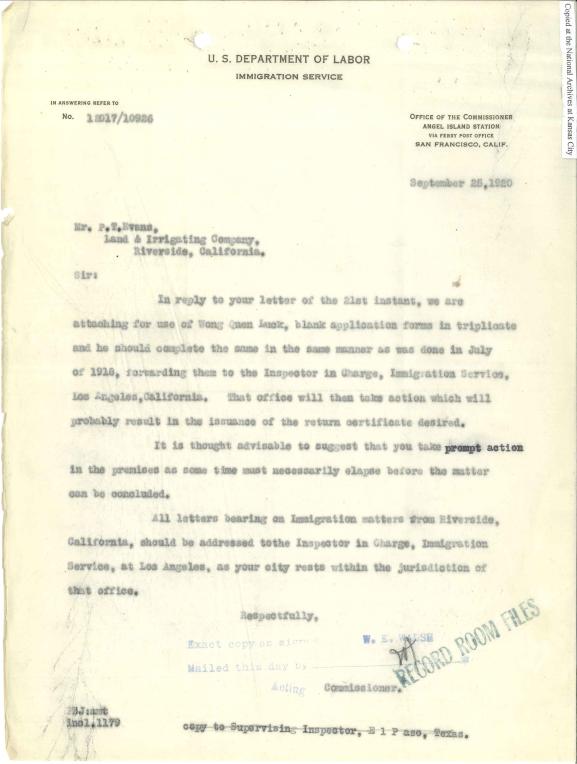 Copied at the National Archives at Kansas City
U. S. DEPARTMENT OF LABOR
IMMIGRATION SERVICE
IN ANSWERING REFER TO
No. 12017/10926
OFFICE OF THE COMMISSIONER
ANGEL ISLAND STATION
VIA FERRY POST OFFICE
SAN FRANCISCO, CALIF.
September 25,1920
Mr. P.T.Evans,
Land & Irrigating Company,
Riverside, California.
Sir:
In reply to your letter of the 21st instant, we are
attaching for use of Wong Quen Luck, blank application forms in triplicate
and he should complete the same in the same manner as was done in July
of 1918, forwarding them to the Inspector in Charge, Immigration Service,
Los Angeles,California. That office will then take action which will
probably result in the issuance of the return certificate desired.
It is thought advisable to suggest that you take prompt action
in the premises as some time must necessarily elapse before the matter
can be concluded.
All letters bearing on Immigration matters from Riverside,
California, should be addressed tothe Inspector in Charge, Immigration
Service, at Los Angeles, as your city rests within the jurisdiction of
that office.
Respectfully,
Exact copy as signed W. E. WALSH
Mailed this day by
RECORD ROOM FILES
Acting Commissioner.
incl.1179
copy to Supervising Inspector, E l P aso, Texas.